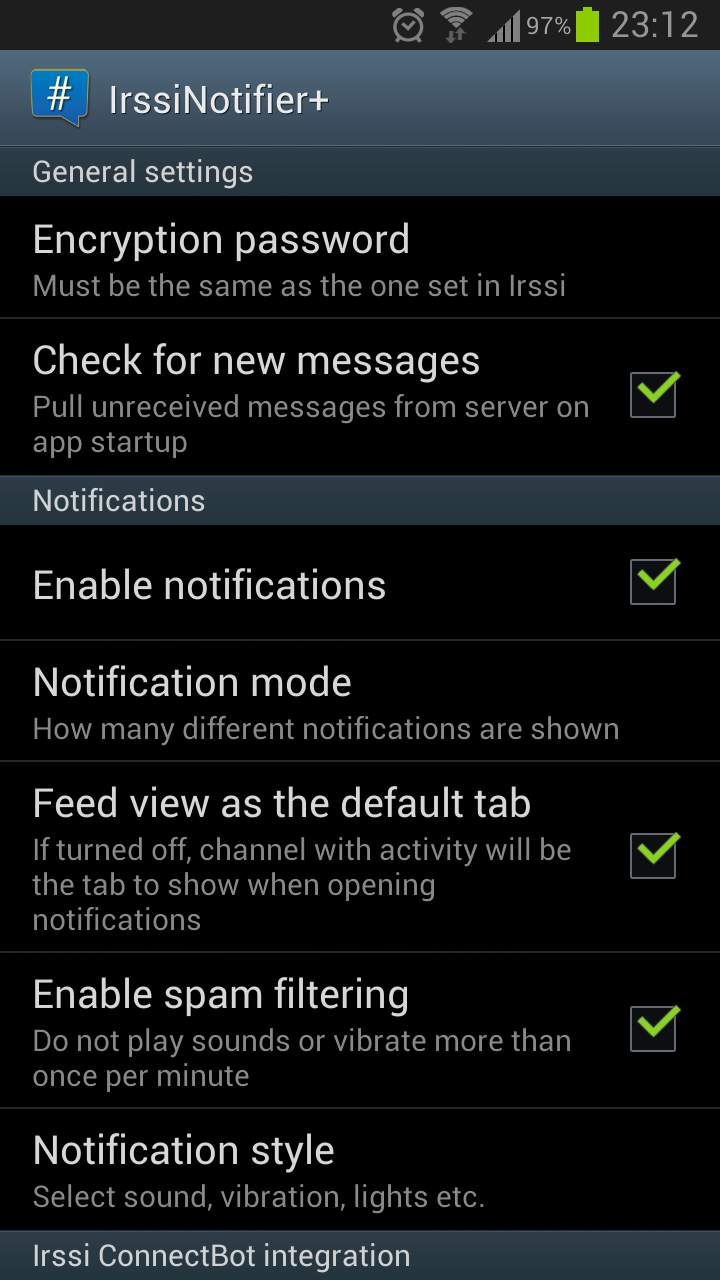 97% 23:12
# IrssiNotifier+
General settings
Encryption password
Must be the same as the one set in Irssi
Check for new messages
Pull unreceived messages from server on
app startup
Notifications
Enable notifications
Notification mode
How many different notifications are shown
Feed view as the default tab
If turned off, channel with activity will be
the tab to show when opening
notifications
Enable spam filtering
Do not play sounds or vibrate more than
once per minute
Notification style
Select sound, vibration, lights etc.
Irssi ConnectBot integration